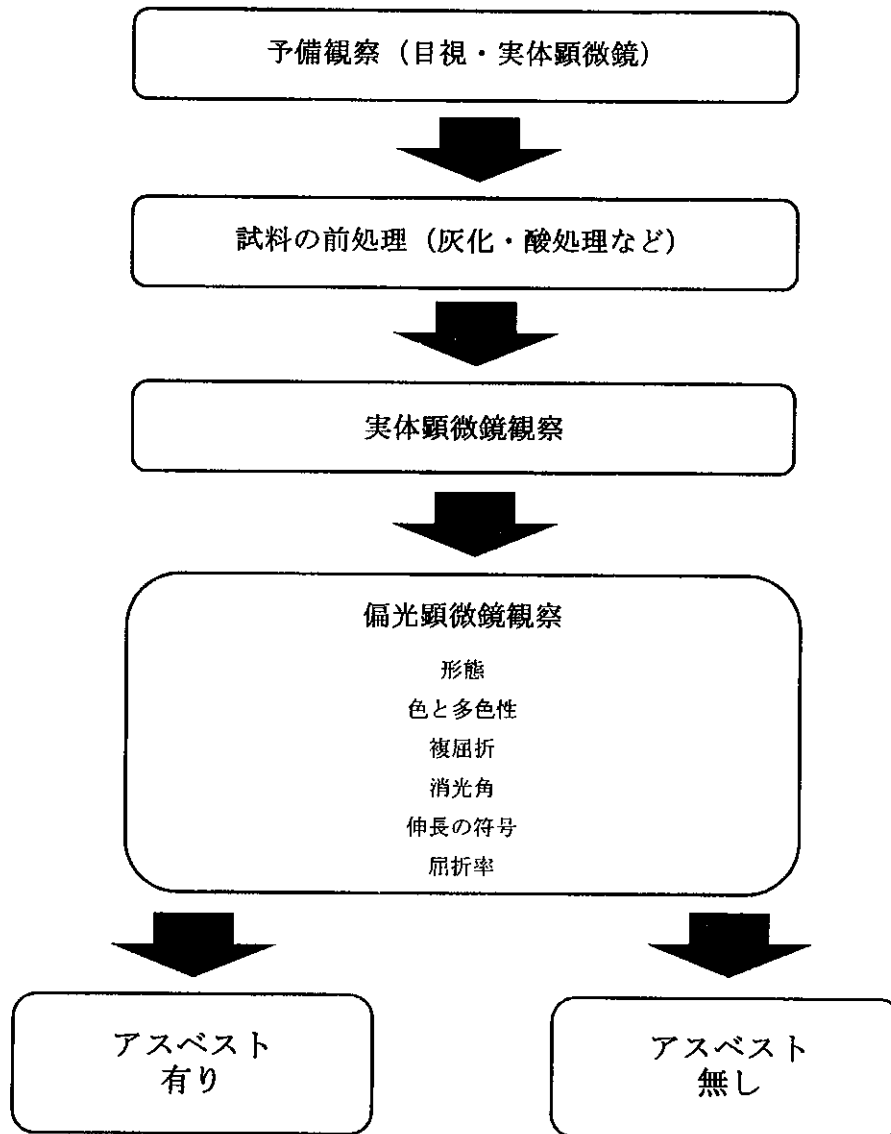 予備観察（目視・実体顕微鏡）
試料の前処理（灰化・酸処理など）
実体顕微鏡観察
偏光顕微鏡観察
形態
色と多色性
複屈折
消光角
伸長の符号
屈折率
アスベスト
有り
アスベスト
無し